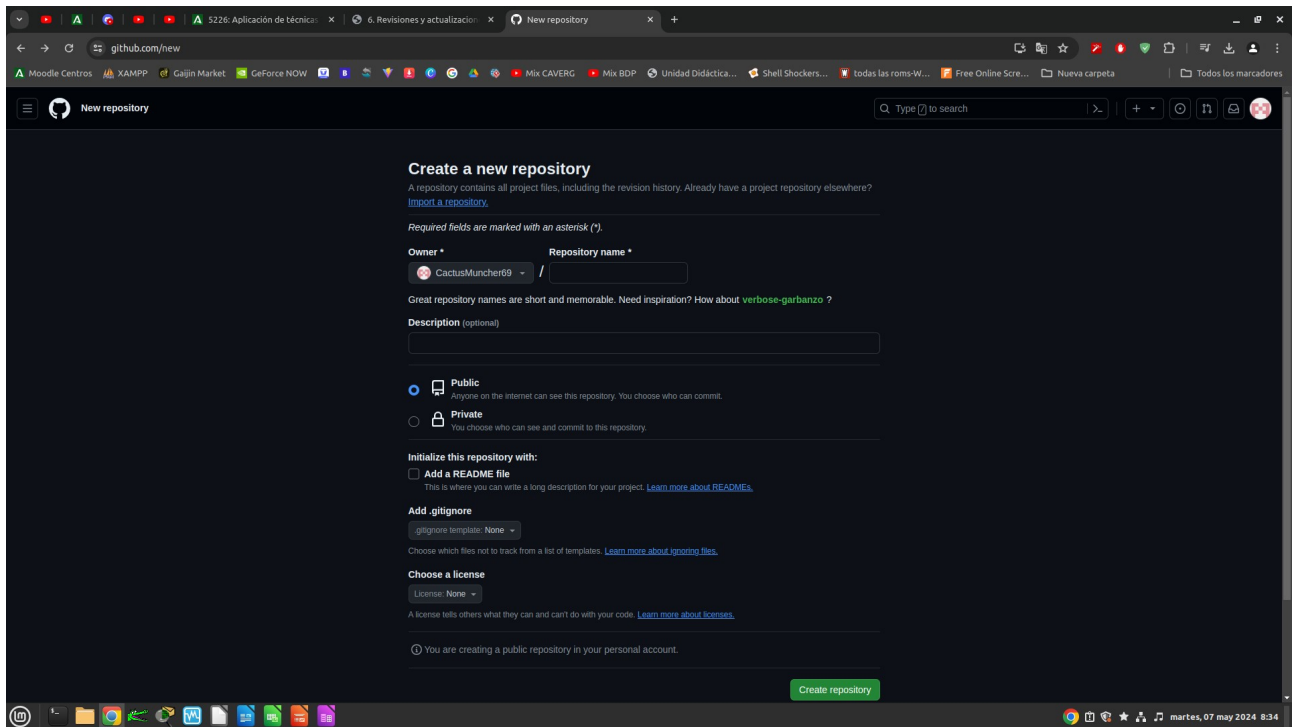 5226: Aplicación de técnicas
6. Revisiones y actualizacion
New repository
github.com/new
Moodle Centros
XAMPP
Gaijin Market
GeForce NOW
Mix CAVERG
Mix BDP
Unidad Didáctica...
Shell Shockers...
todas las roms-W...
Free Online Scre...
Nueva carpeta
Todos los marcadores
New repository
Type / to search
Create a new repository
A repository contains all project files, including the revision history. Already have a project repository elsewhere?
Import a repository.
Required fields are marked with an asterisk (*).
Owner * Repository name *
CactusMuncher69 /
Great repository names are short and memorable. Need inspiration? How about verbose-garbanzo ?
Description (optional)
Public
Anyone on the internet can see this repository. You choose who can commit.
Private
You choose who can see and commit to this repository.
Initialize this repository with:
Add a README file
This is where you can write a long description for your project. Learn more about READMEs.
Add .gitignore
.gitignore template: None
Choose which files not to track from a list of templates. Learn more about ignoring files.
Choose a license
License: None
A license tells others what they can and can't do with your code. Learn more about licenses.
You are creating a public repository in your personal account.
Create repository
martes, 07 may 2024 8:34